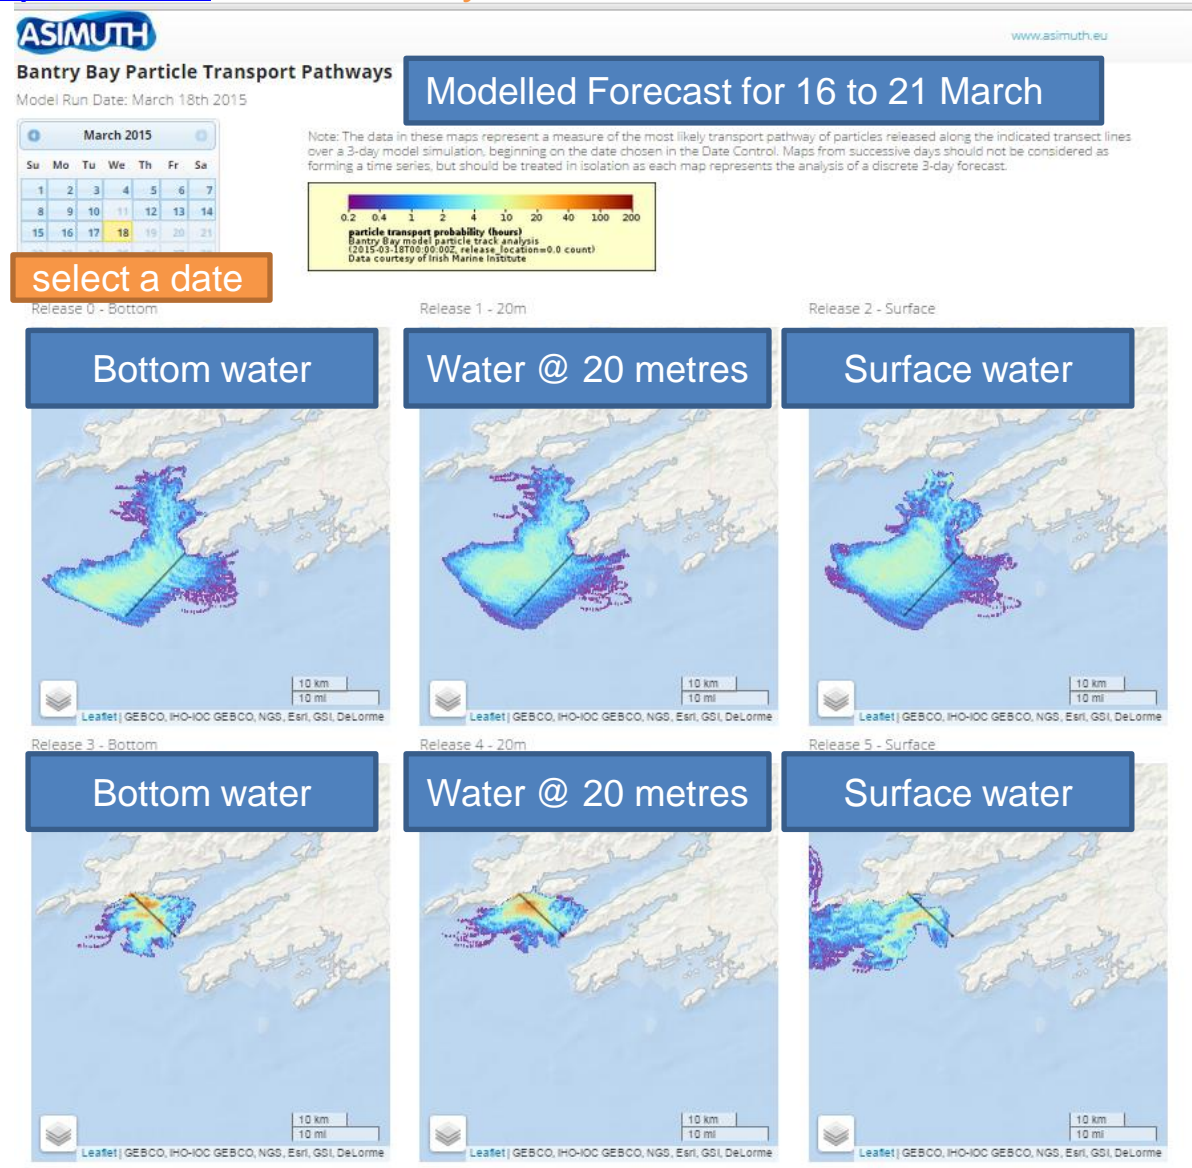 ASIMUTH
www.asimuth.eu
Bantry Bay Particle Transport Pathways
Modelled Forecast for 16 to 21 March
Model Run Date: March 18th 2015
March 2015
Su Mo Tu We Th Fr Sa
1 2 3 4 5 6 7
8 9 10 11 12 13 14
15 16 17 18 19 20 21
Note: The data in these maps represent a measure of the most likely transport pathway of particles released along the indicated transect lines
over a 3-day model simulation, beginning on the date chosen in the Date Control. Maps from successive days should not be considered as
forming a time series, but should be treated in isolation as each map represents the analysis of a discrete 3-day forecast.
0.2 0.4 1 2 4 10 20 40 100 200
particle transport probability (hours)
Bantry Bay model particle track analysis
(2015-03-18T00:00:00Z, release_location=0.0 count)
Data courtesy of Irish Marine Institute
select a date
Release 0 - Bottom
Release 1 - 20m
Release 2 - Surface
Bottom water
Water @ 20 metres
Surface water
10 km
10 mi
Leaflet | GEBCO, IHO-IOC GEBCO, NGS, Esri, GSI, DeLorme
10 km
10 mi
Leaflet | GEBCO, IHO-IOC GEBCO, NGS, Esri, GSI, DeLorme
10 km
10 mi
Leaflet | GEBCO, IHO-IOC GEBCO, NGS, Esri, GSI, DeLorme
Release 3 - Bottom
Release 4 - 20m
Release 5 - Surface
Bottom water
Water @ 20 metres
Surface water
10 km
10 mi
Leaflet | GEBCO, IHO-IOC GEBCO, NGS, Esri, GSI, DeLorme
10 km
10 mi
Leaflet | GEBCO, IHO-IOC GEBCO, NGS, Esri, GSI, DeLorme
10 km
10 mi
Leaflet | GEBCO, IHO-IOC GEBCO, NGS, Esri, GSI, DeLorme